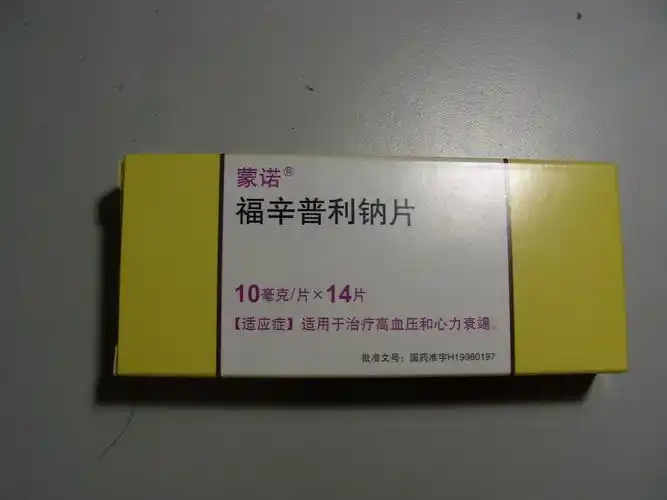 蒙诺®
福辛普利钠片
10毫克/片×14片
【适应症】适用于治疗高血压和心力衰竭。
批准文号：国药准字H19980197